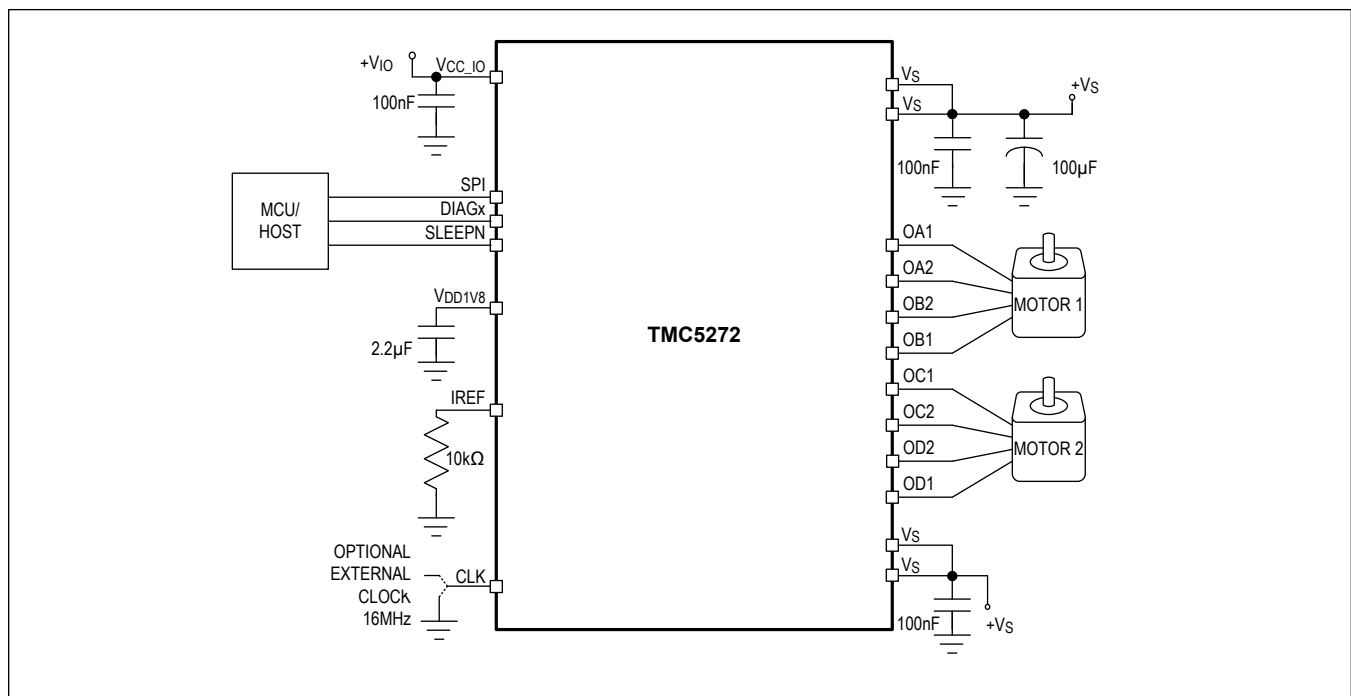 +VIO
VCC_IO
100nF
MCU/
HOST
SPI
DIAGx
SLEEPN
VDD1V8
2.2µF
IREF
10kΩ
OPTIONAL
EXTERNAL
CLOCK
16MHz
CLK
TMC5272
VS
VS
+VS
100nF
100µF
OA1
OA2
OB2
OB1
MOTOR 1
OC1
OC2
OD2
OD1
MOTOR 2
VS
VS
100nF
+VS